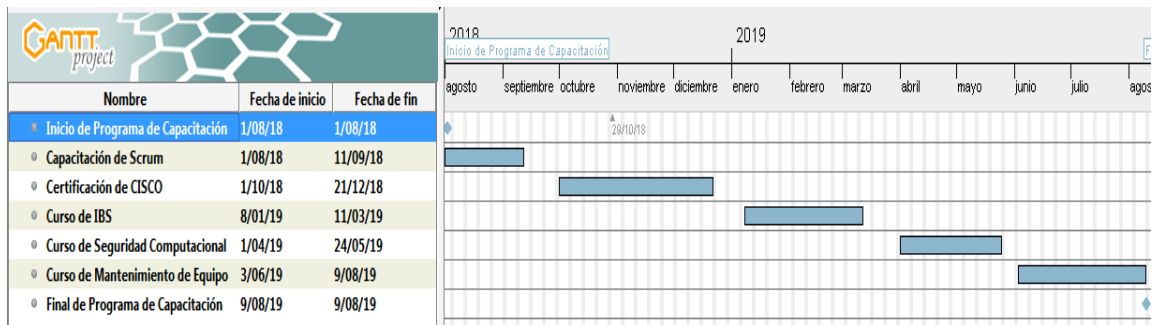 GANTT
project
2018
2019
Inicio de Programa de Capacitación
F
agosto septiembre octubre noviembre diciembre enero febrero marzo abril mayo junio julio agos
Nombre Fecha de inicio Fecha de fin
Inicio de Programa de Capacitación 1/08/18 1/08/18
29/10/18
Capacitación de Scrum 1/08/18 11/09/18
Certificación de CISCO 1/10/18 21/12/18
Curso de IBS 8/01/19 11/03/19
Curso de Seguridad Computacional 1/04/19 24/05/19
Curso de Mantenimiento de Equipo 3/06/19 9/08/19
Final de Programa de Capacitación 9/08/19 9/08/19